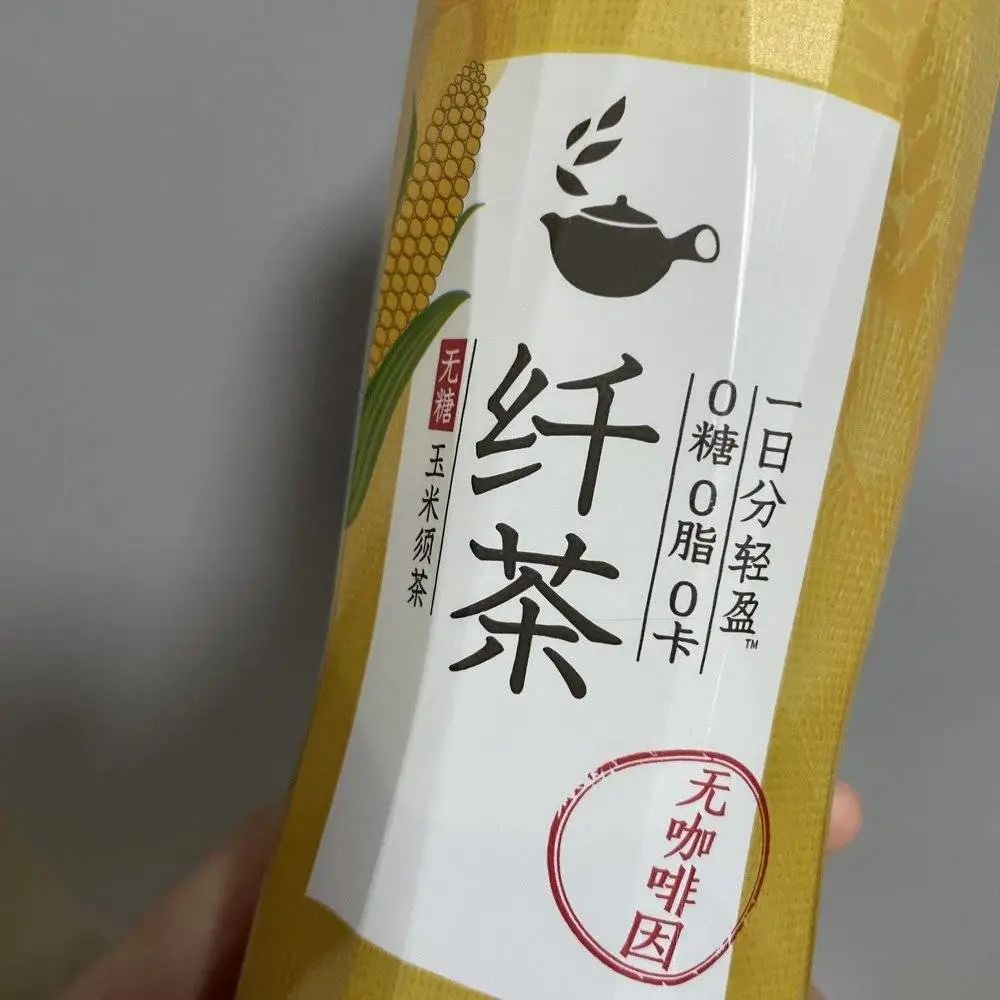 纤茶
无糖
玉米须茶
一日分轻盈™
0糖 0脂 0卡
无咖啡因